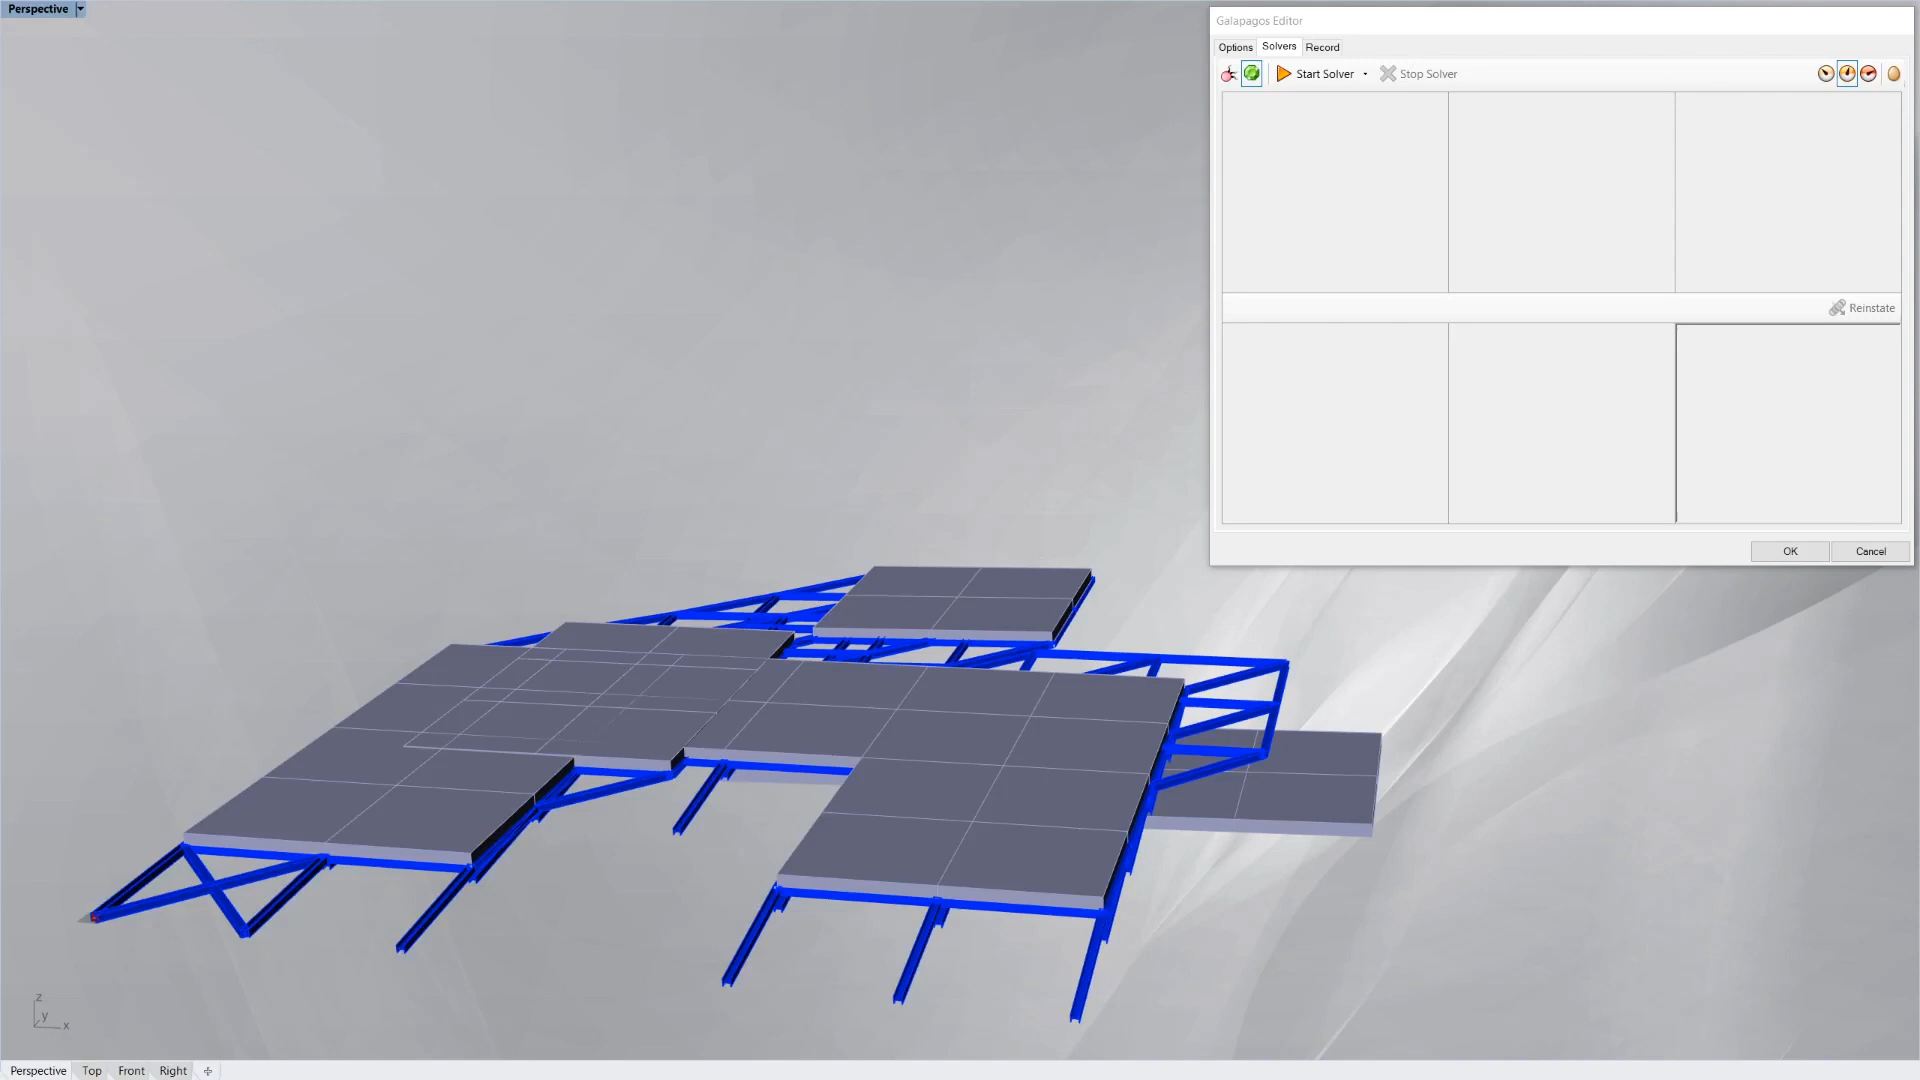 Perspective
Galapagos Editor
Options Solvers Record
Start Solver Stop Solver
Reinstate
OK Cancel
z
y
x
Perspective Top Front Right